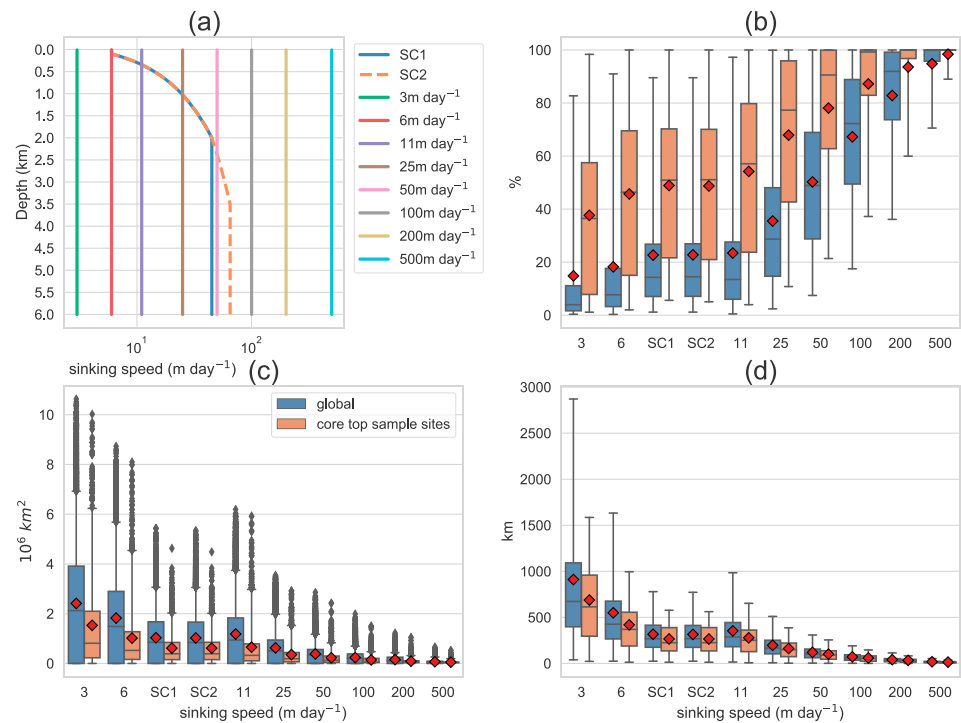 (a)
0.0
0.5
1.0
1.5
2.0
2.5
3.0
3.5
4.0
4.5
5.0
5.5
6.0
Depth (km)
10¹ 10²
sinking speed (m day⁻¹)
SC1
SC2
3m day⁻¹
6m day⁻¹
11m day⁻¹
25m day⁻¹
50m day⁻¹
100m day⁻¹
200m day⁻¹
500m day⁻¹
(b)
100
80
60
40
20
0
%
3 6 SC1 SC2 11 25 50 100 200 500
(c)
10
8
6
4
2
0
10⁶ km²
global
core top sample sites
3 6 SC1 SC2 11 25 50 100 200 500
sinking speed (m day⁻¹)
(d)
3000
2500
2000
1500
1000
500
0
km
3 6 SC1 SC2 11 25 50 100 200 500
sinking speed (m day⁻¹)